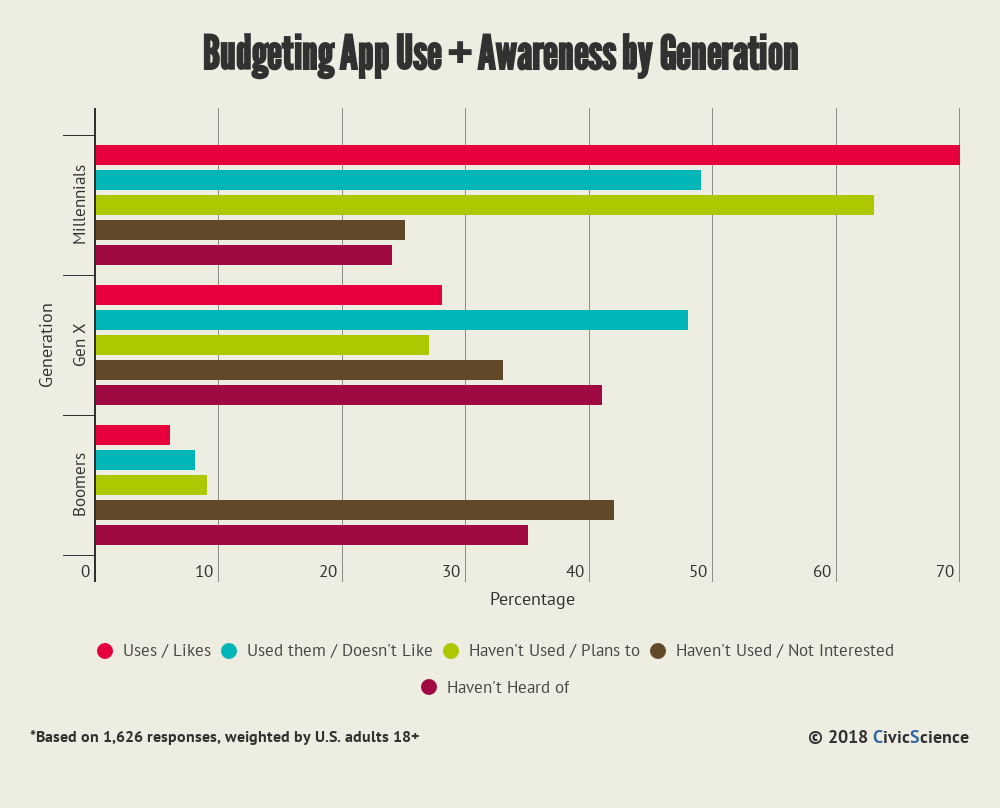 Budgeting App Use + Awareness by Generation
Generation
Millennials
Gen X
Boomers
0 10 20 30 40 50 60 70
Percentage
Uses / Likes Used them / Doesn't Like Haven't Used / Plans to Haven't Used / Not Interested
Haven't Heard of
*Based on 1,626 responses, weighted by U.S. adults 18+
© 2018 CivicScience